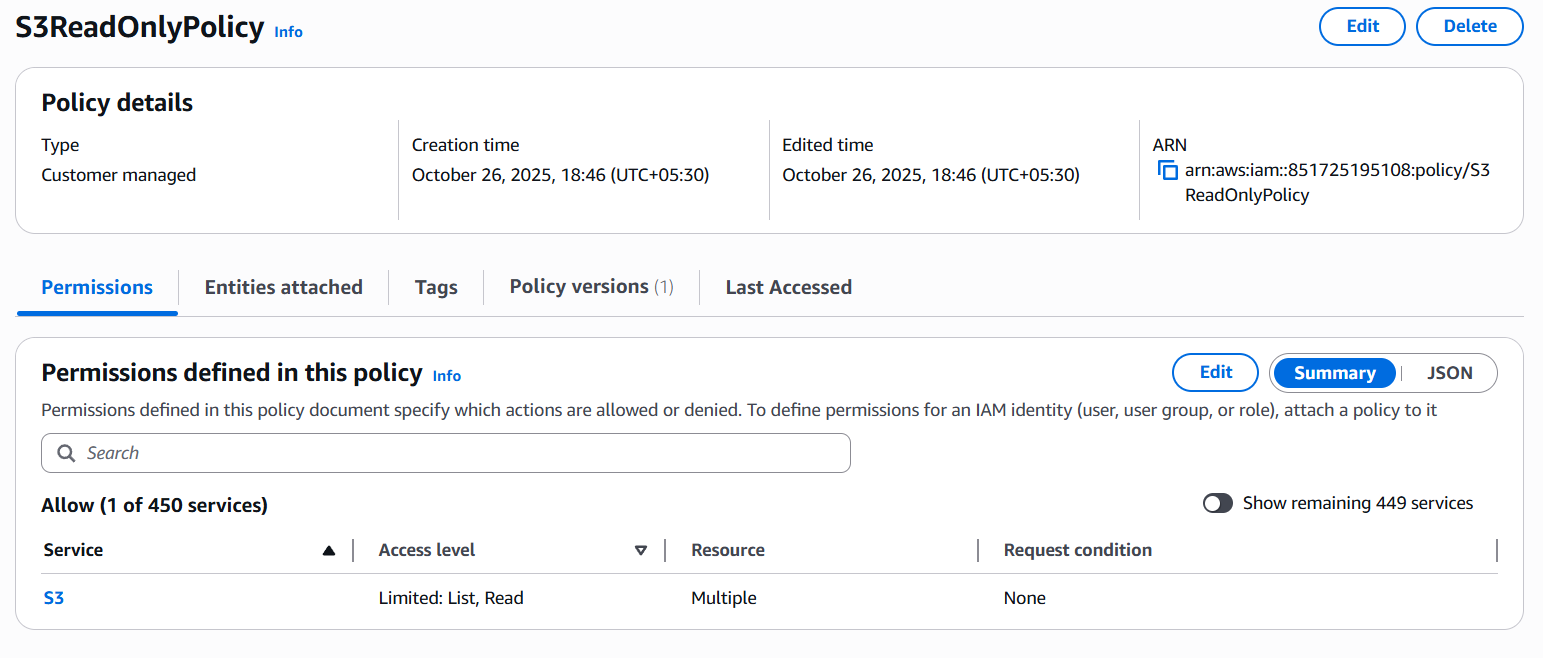 S3ReadOnlyPolicy Info
Edit
Delete
Policy details
Type
Customer managed
Creation time
October 26, 2025, 18:46 (UTC+05:30)
Edited time
October 26, 2025, 18:46 (UTC+05:30)
ARN
arn:aws:iam::851725195108:policy/S3
ReadOnlyPolicy
Permissions
Entities attached
Tags
Policy versions (1)
Last Accessed
Permissions defined in this policy Info
Edit
Summary
JSON
Permissions defined in this policy document specify which actions are allowed or denied. To define permissions for an IAM identity (user, user group, or role), attach a policy to it
Search
Allow (1 of 450 services)
Show remaining 449 services
Service
Access level
Resource
Request condition
S3
Limited: List, Read
Multiple
None